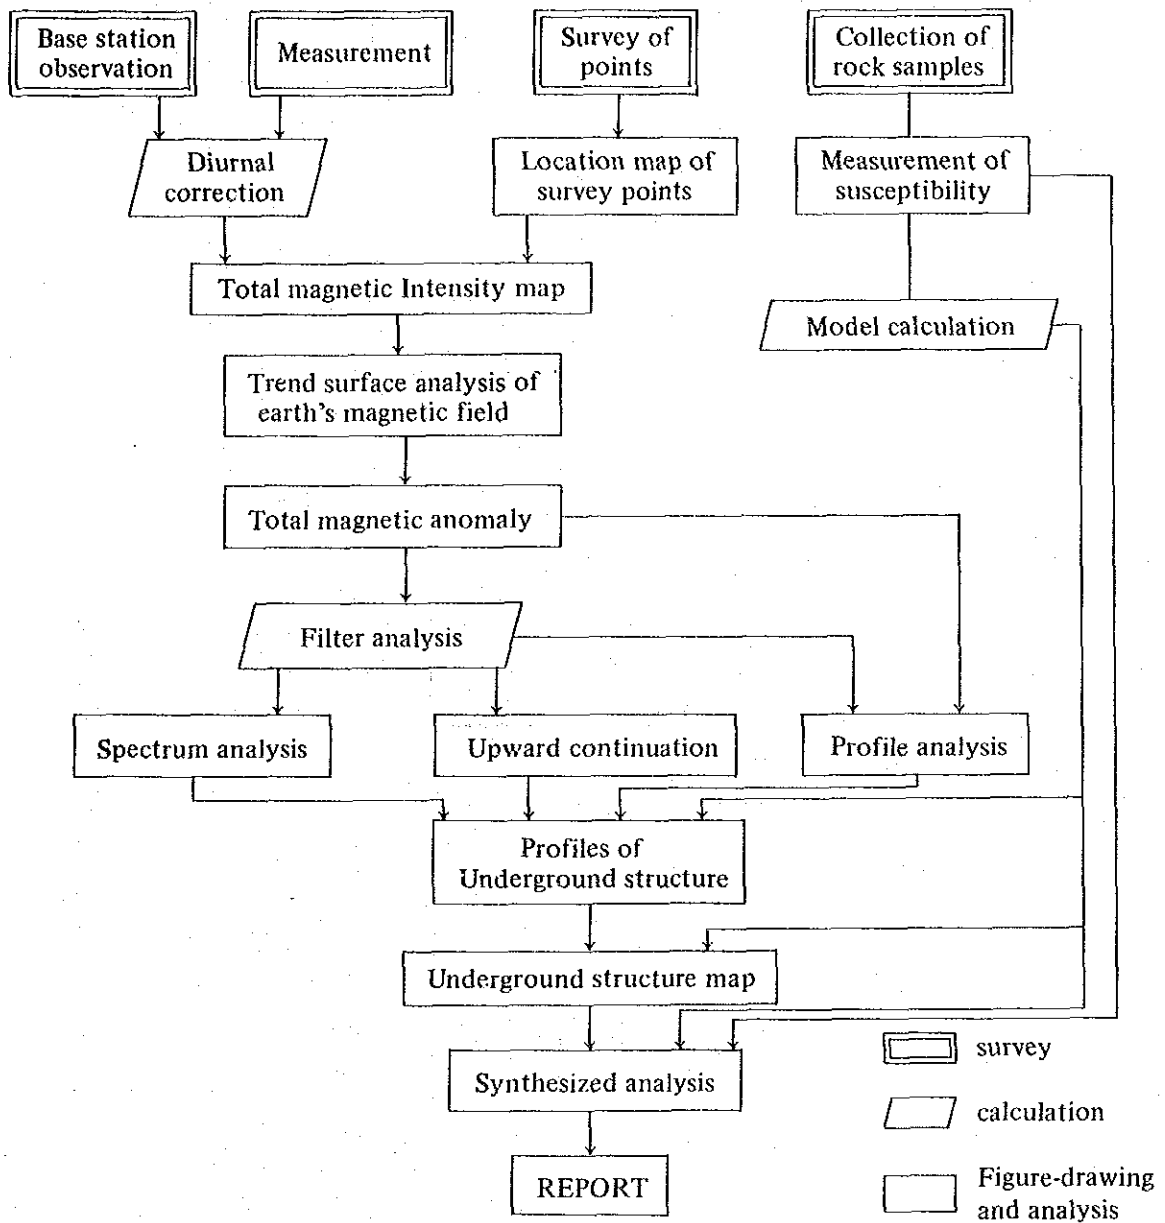 Base station
observation
Measurement
Survey of
points
Collection of
rock samples
Diurnal
correction
Location map of
survey points
Measurement of
susceptibility
Total magnetic Intensity map
Model calculation
Trend surface analysis of
earth's magnetic field
Total magnetic anomaly
Filter analysis
Spectrum analysis
Upward continuation
Profile analysis
Profiles of
Underground structure
Underground structure map
Synthesized analysis
REPORT
survey
calculation
Figure-drawing
and analysis